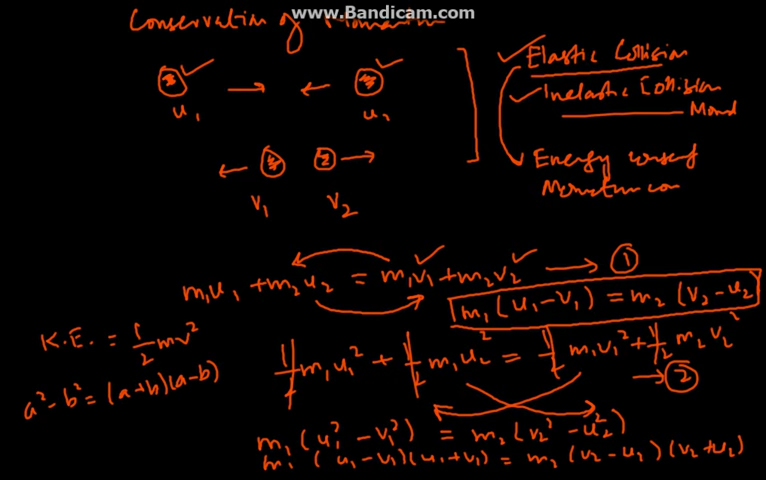 www.Bandicam.com
Conservation of Momentum
u₁ u₂
Elastic Collision
Inelastic Collision
Mond
Energy conserf
Momentum con
v₁ v₂
m₁u₁ + m₂u₂ = m₁v₁ + m₂v₂ → ①
m₁(u₁-v₁) = m₂(v₂-u₂)
K.E. = 1/2 mv²
1/2 m₁u₁² + 1/2 m₁u₂² = 1/2 m₁v₁² + 1/2 m₂v₂²
→ ②
a²-b² = (a+b)(a-b)
m₁(u₁²-v₁²) = m₂(v₂²-u₂²)
m₁(u₁-v₁)(u₁+v₁) = m₂(v₂-u₂)(v₂+u₂)